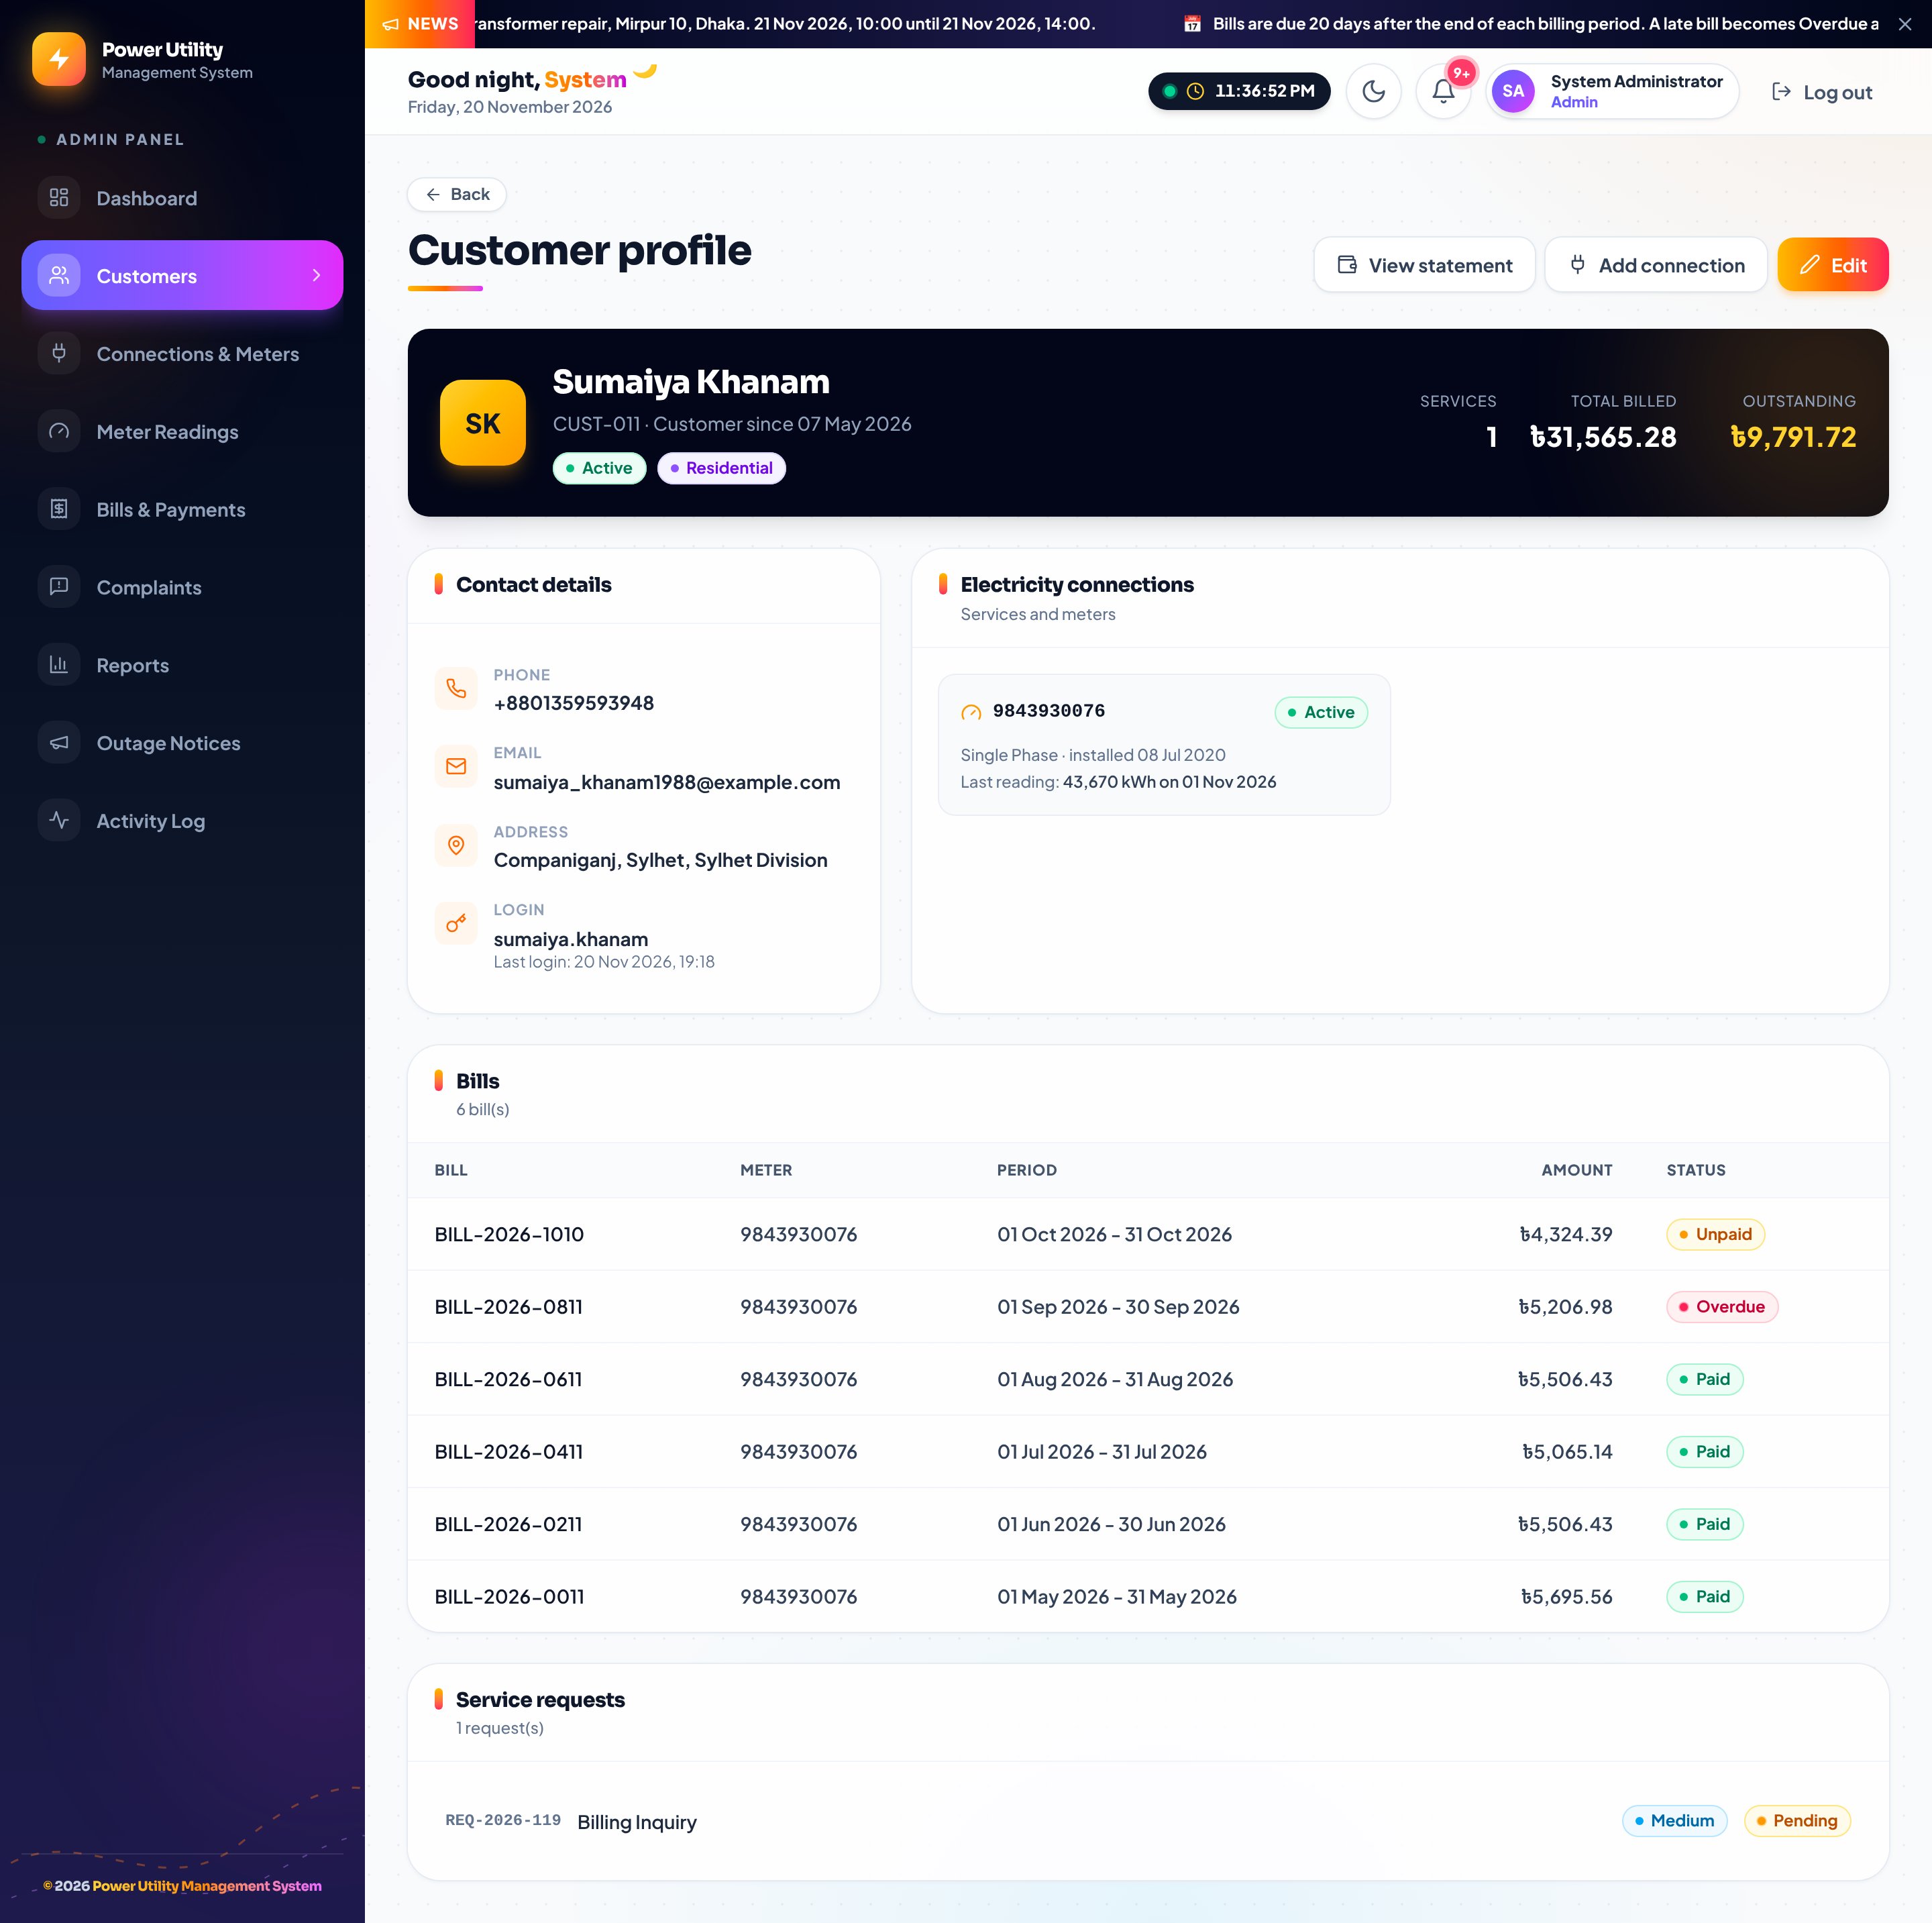 Power Utility
Management System
ADMIN PANEL
Dashboard
Customers
Connections & Meters
Meter Readings
Bills & Payments
Complaints
Reports
Outage Notices
Activity Log
© 2026 Power Utility Management System
NEWS
repair, Mirpur 10, Dhaka. 21 Nov 2026, 10:00 until 21 Nov 2026, 14:00.
Bills are due 20 days after the end of each billing period. A late bill becomes Overdue
Good night, System
Friday, 20 November 2026
11:36:52 PM
9+
SA
System Administrator
Admin
Log out
Back
Customer profile
View statement
Add connection
Edit
SK
Sumaiya Khanam
CUST-011 · Customer since 07 May 2026
Active
Residential
SERVICES
1
TOTAL BILLED
৳31,565.28
OUTSTANDING
৳9,791.72
Contact details
PHONE
+8801359593948
EMAIL
sumaiya_khanam1988@example.com
ADDRESS
Companiganj, Sylhet, Sylhet Division
LOGIN
sumaiya.khanam
Last login: 20 Nov 2026, 19:18
Electricity connections
Services and meters
9843930076
Active
Single Phase · installed 08 Jul 2020
Last reading: 43,670 kWh on 01 Nov 2026
Bills
6 bill(s)
BILL METER PERIOD AMOUNT STATUS
BILL-2026-1010 9843930076 01 Oct 2026 - 31 Oct 2026 ৳4,324.39 Unpaid
BILL-2026-0811 9843930076 01 Sep 2026 - 30 Sep 2026 ৳5,206.98 Overdue
BILL-2026-0611 9843930076 01 Aug 2026 - 31 Aug 2026 ৳5,506.43 Paid
BILL-2026-0411 9843930076 01 Jul 2026 - 31 Jul 2026 ৳5,065.14 Paid
BILL-2026-0211 9843930076 01 Jun 2026 - 30 Jun 2026 ৳5,506.43 Paid
BILL-2026-0011 9843930076 01 May 2026 - 31 May 2026 ৳5,695.56 Paid
Service requests
1 request(s)
REQ-2026-119 Billing Inquiry
Medium
Pending